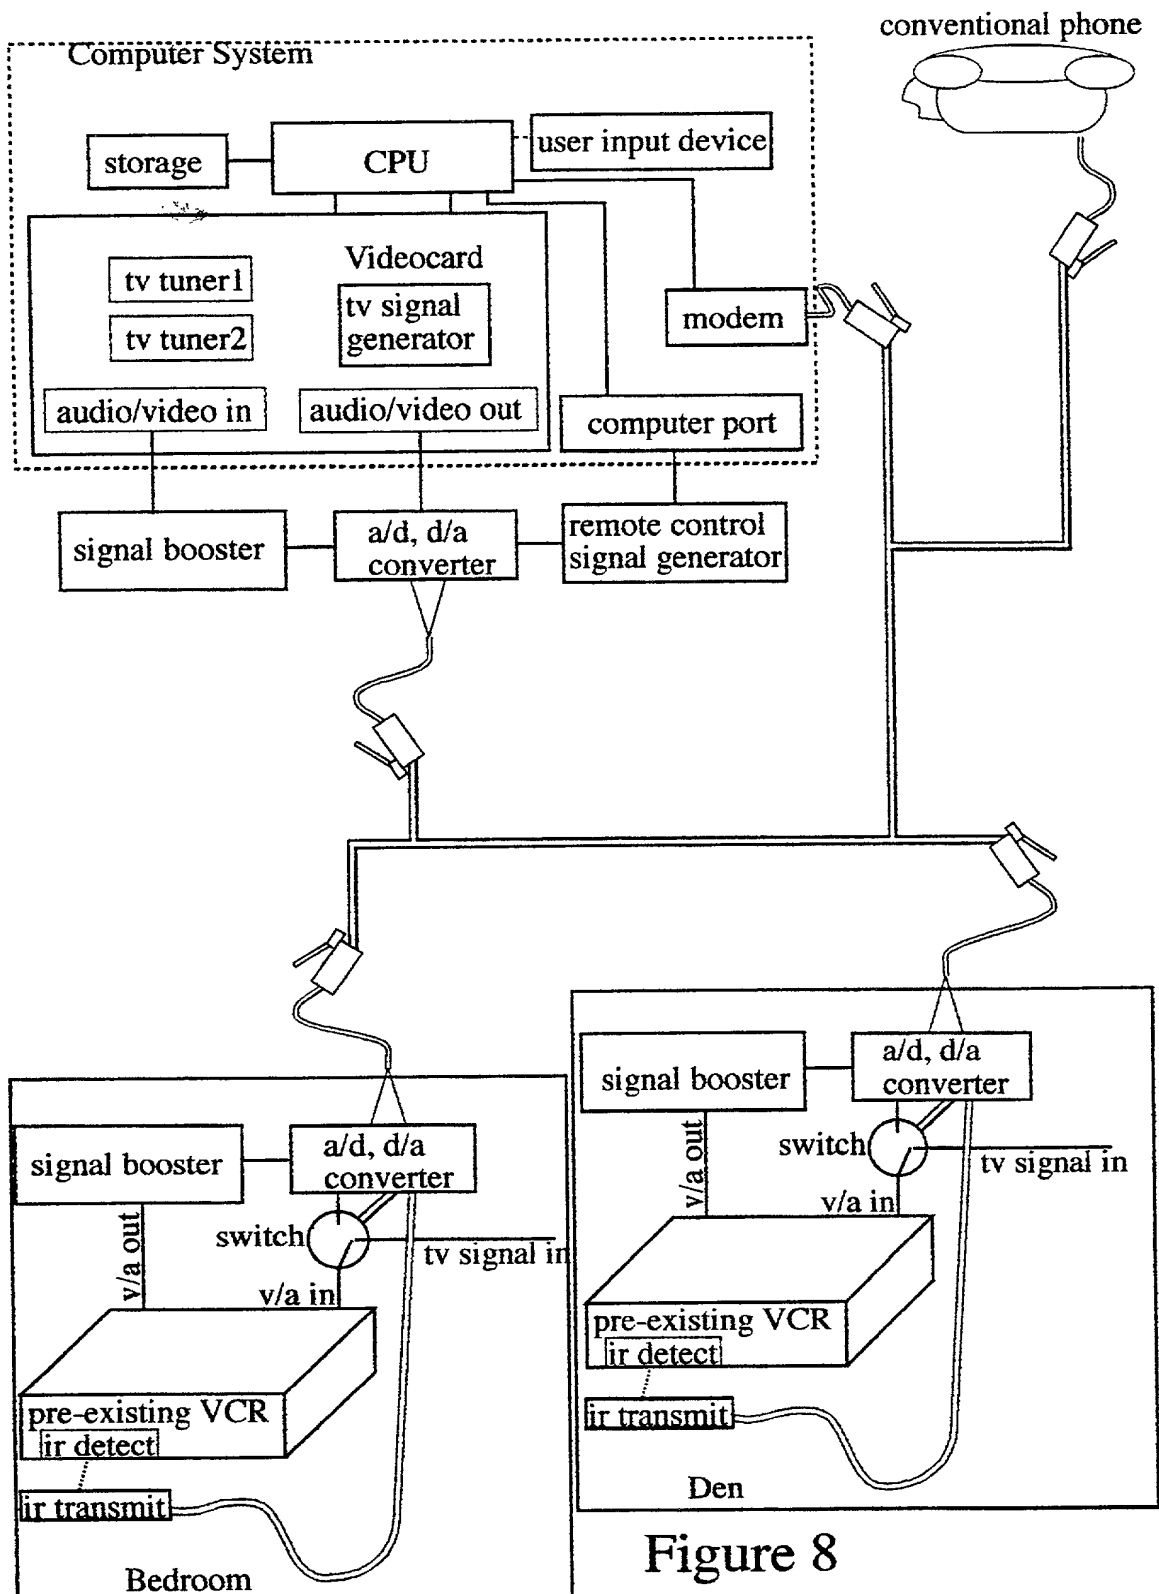 conventional phone
Computer System
user input device
storage
CPU
Videocard
tv tuner1
tv signal
generator
tv tuner2
modem
audio/video in
audio/video out
computer port
signal booster
a/d, d/a
converter
remote control
signal generator
signal booster
a/d, d/a
converter
switch
tv signal in
v/a out
v/a in
pre-existing VCR
ir detect
ir transmit
Den
signal booster
a/d, d/a
converter
switch
tv signal in
v/a out
v/a in
pre-existing VCR
ir detect
ir transmit
Bedroom
Figure 8